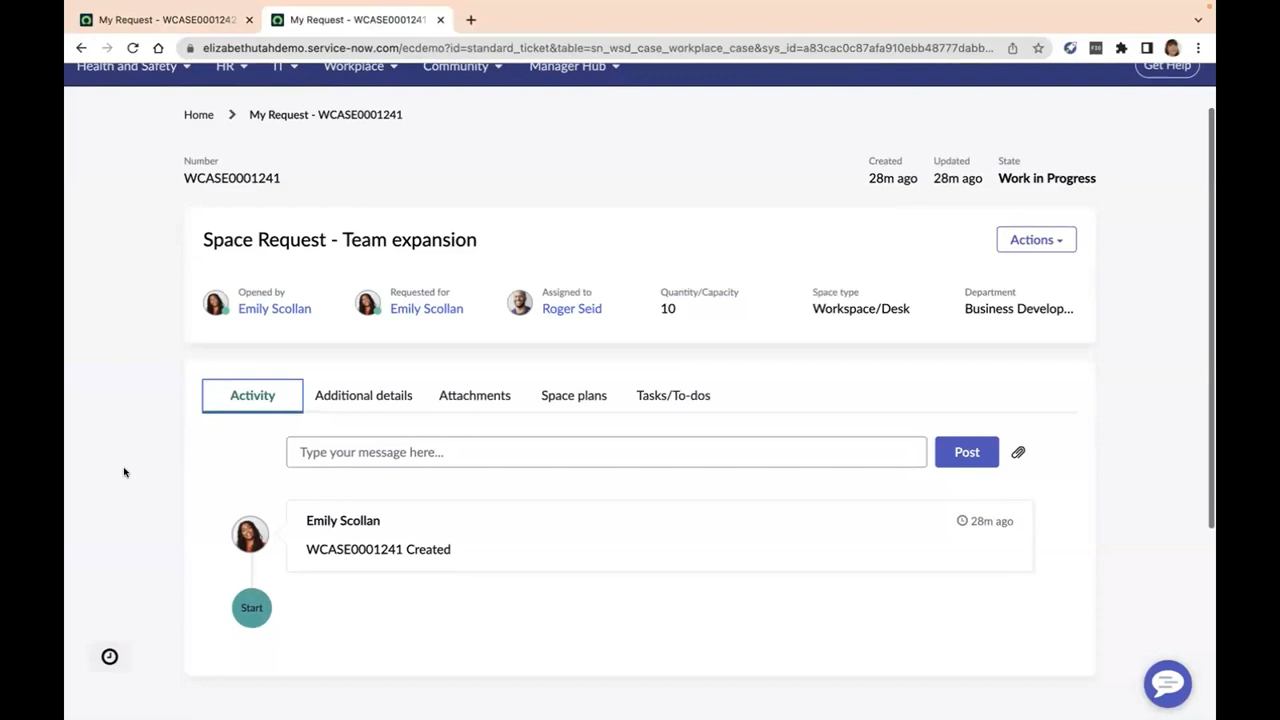 My Request - WCASE0001242
My Request - WCASE0001241
elizabethutahdemo.service-now.com/ecdemo?id=standard_ticket&table=sn_wsd_case_workplace_case&sys_id=a83cac0c87afa910ebb48777dabb...
Health and Safety HR IT Workplace Community Manager Hub Get Help
Home My Request - WCASE0001241
Number
WCASE0001241
Created Updated State
28m ago 28m ago Work in Progress
Space Request - Team expansion
Actions
Opened by Requested for Assigned to Quantity/Capacity Space type Department
Emily Scollan Emily Scollan Roger Seid 10 Workspace/Desk Business Develop...
Activity Additional details Attachments Space plans Tasks/To-dos
Type your message here... Post
Emily Scollan 28m ago
WCASE0001241 Created
Start